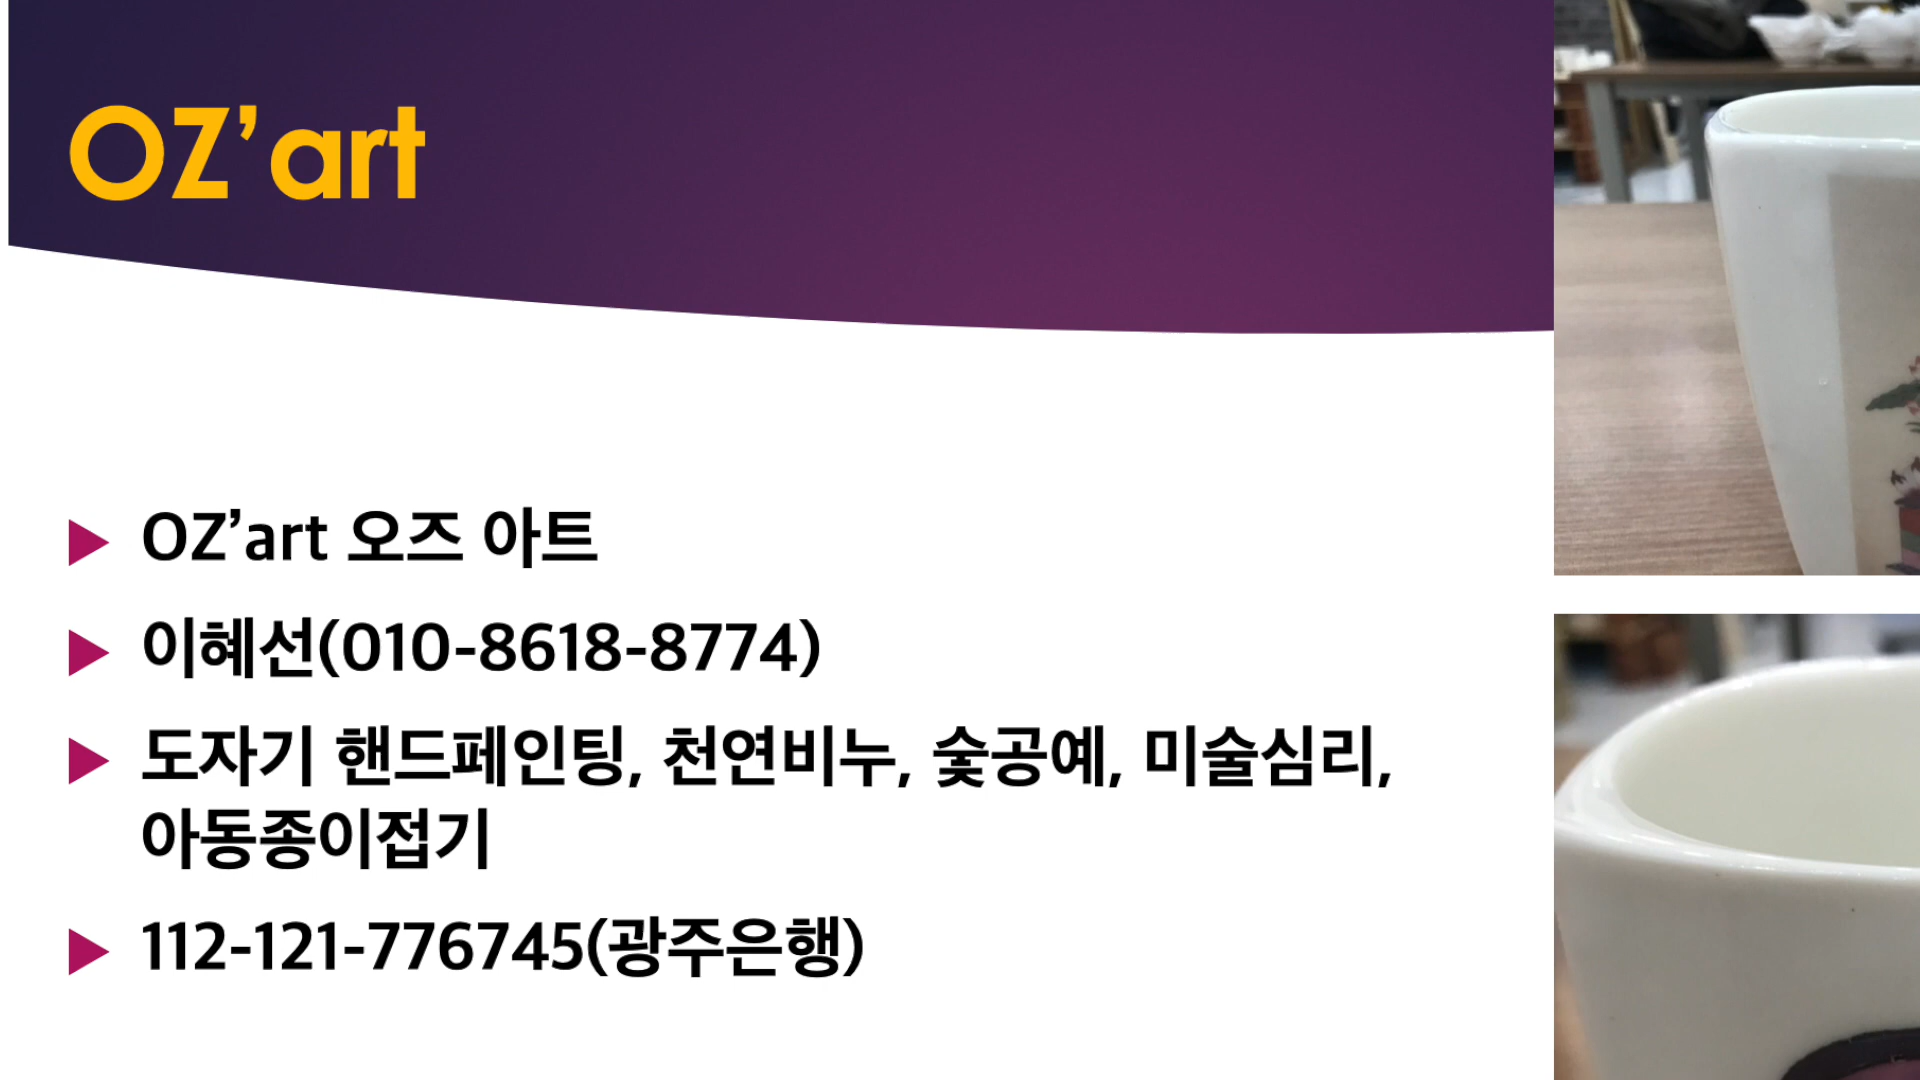 OZ’art
OZ’art 오즈 아트
이혜선(010-8618-8774)
도자기 핸드페인팅, 천연비누, 숯공예, 미술심리,
아동종이접기
112-121-776745(광주은행)